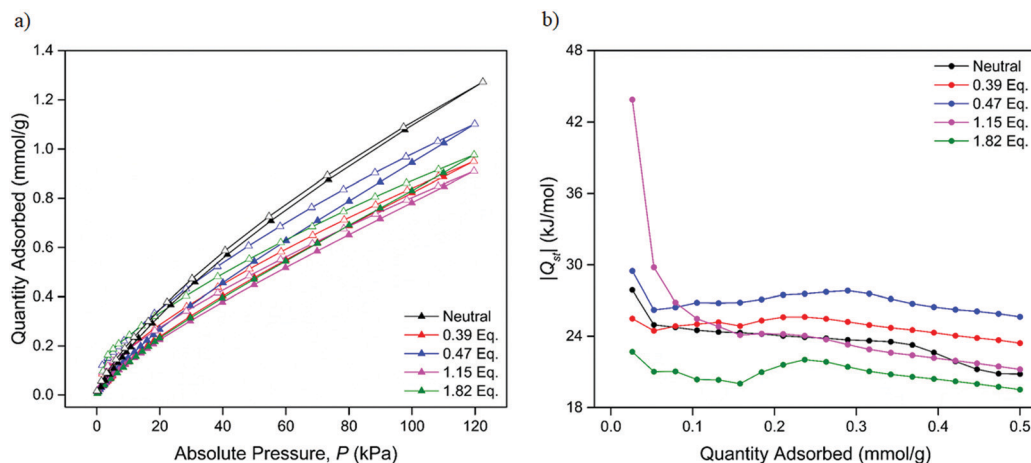 a)
Quantity Adsorbed (mmol/g)
1.4
1.2
1.0
0.8
0.6
0.4
0.2
0.0
Neutral
0.39 Eq.
0.47 Eq.
1.15 Eq.
1.82 Eq.
0 20 40 60 80 100 120
Absolute Pressure, P (kPa)
b)
|Qst| (kJ/mol)
48
42
36
30
24
18
Neutral
0.39 Eq.
0.47 Eq.
1.15 Eq.
1.82 Eq.
0.0 0.1 0.2 0.3 0.4 0.5
Quantity Adsorbed (mmol/g)